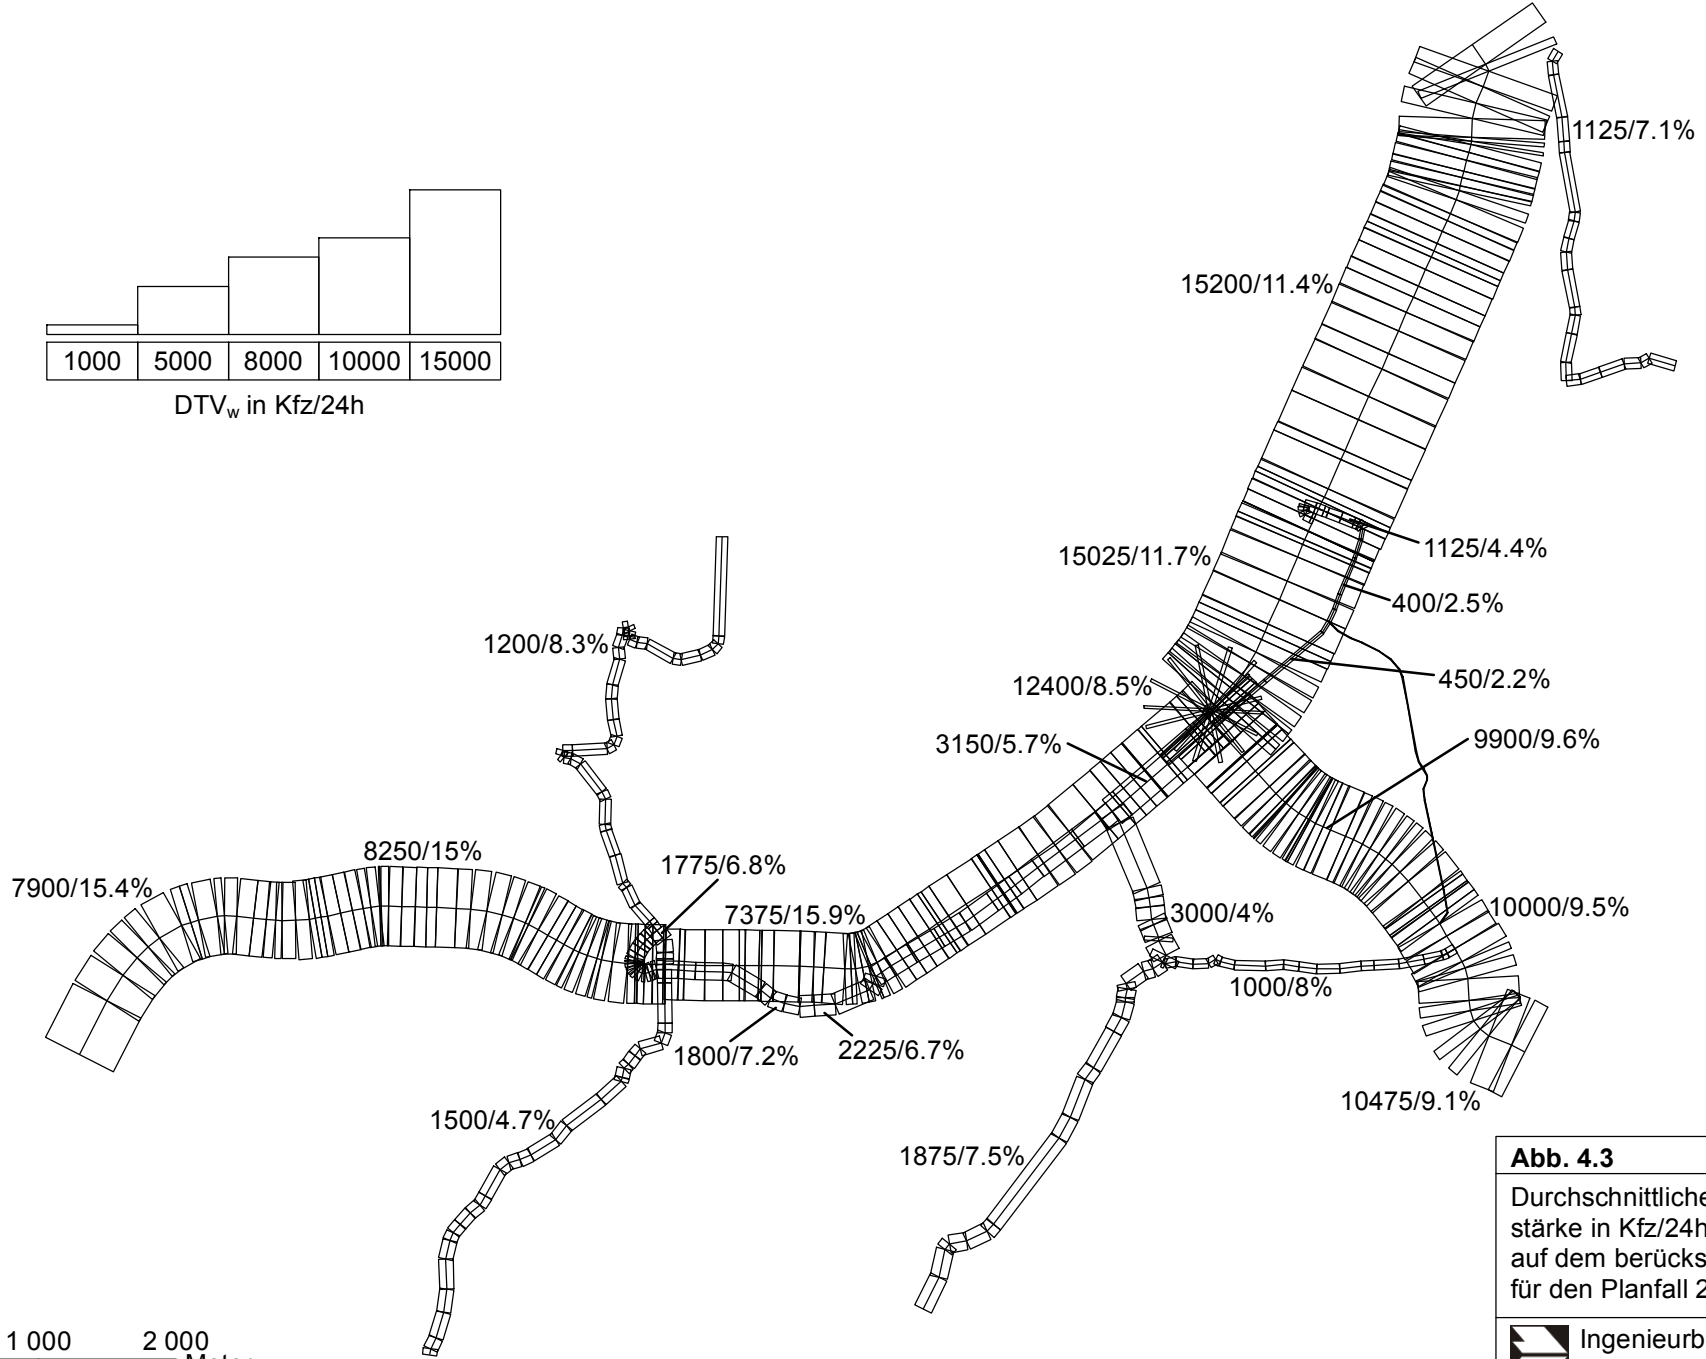 1125/7.1%
15200/11.4%
1000 5000 8000 10000 15000
DTVw in Kfz/24h
15025/11.7%
1125/4.4%
400/2.5%
1200/8.3%
12400/8.5%
450/2.2%
3150/5.7%
9900/9.6%
8250/15%
1775/6.8%
7900/15.4%
7375/15.9%
3000/4%
10000/9.5%
1000/8%
1800/7.2%
2225/6.7%
10475/9.1%
1500/4.7%
1875/7.5%
Abb. 4.3
Durchschnittliche
stärke in Kfz/24h
auf dem berücks
für den Planfall 2
Ingenieurb
1 000 2 000